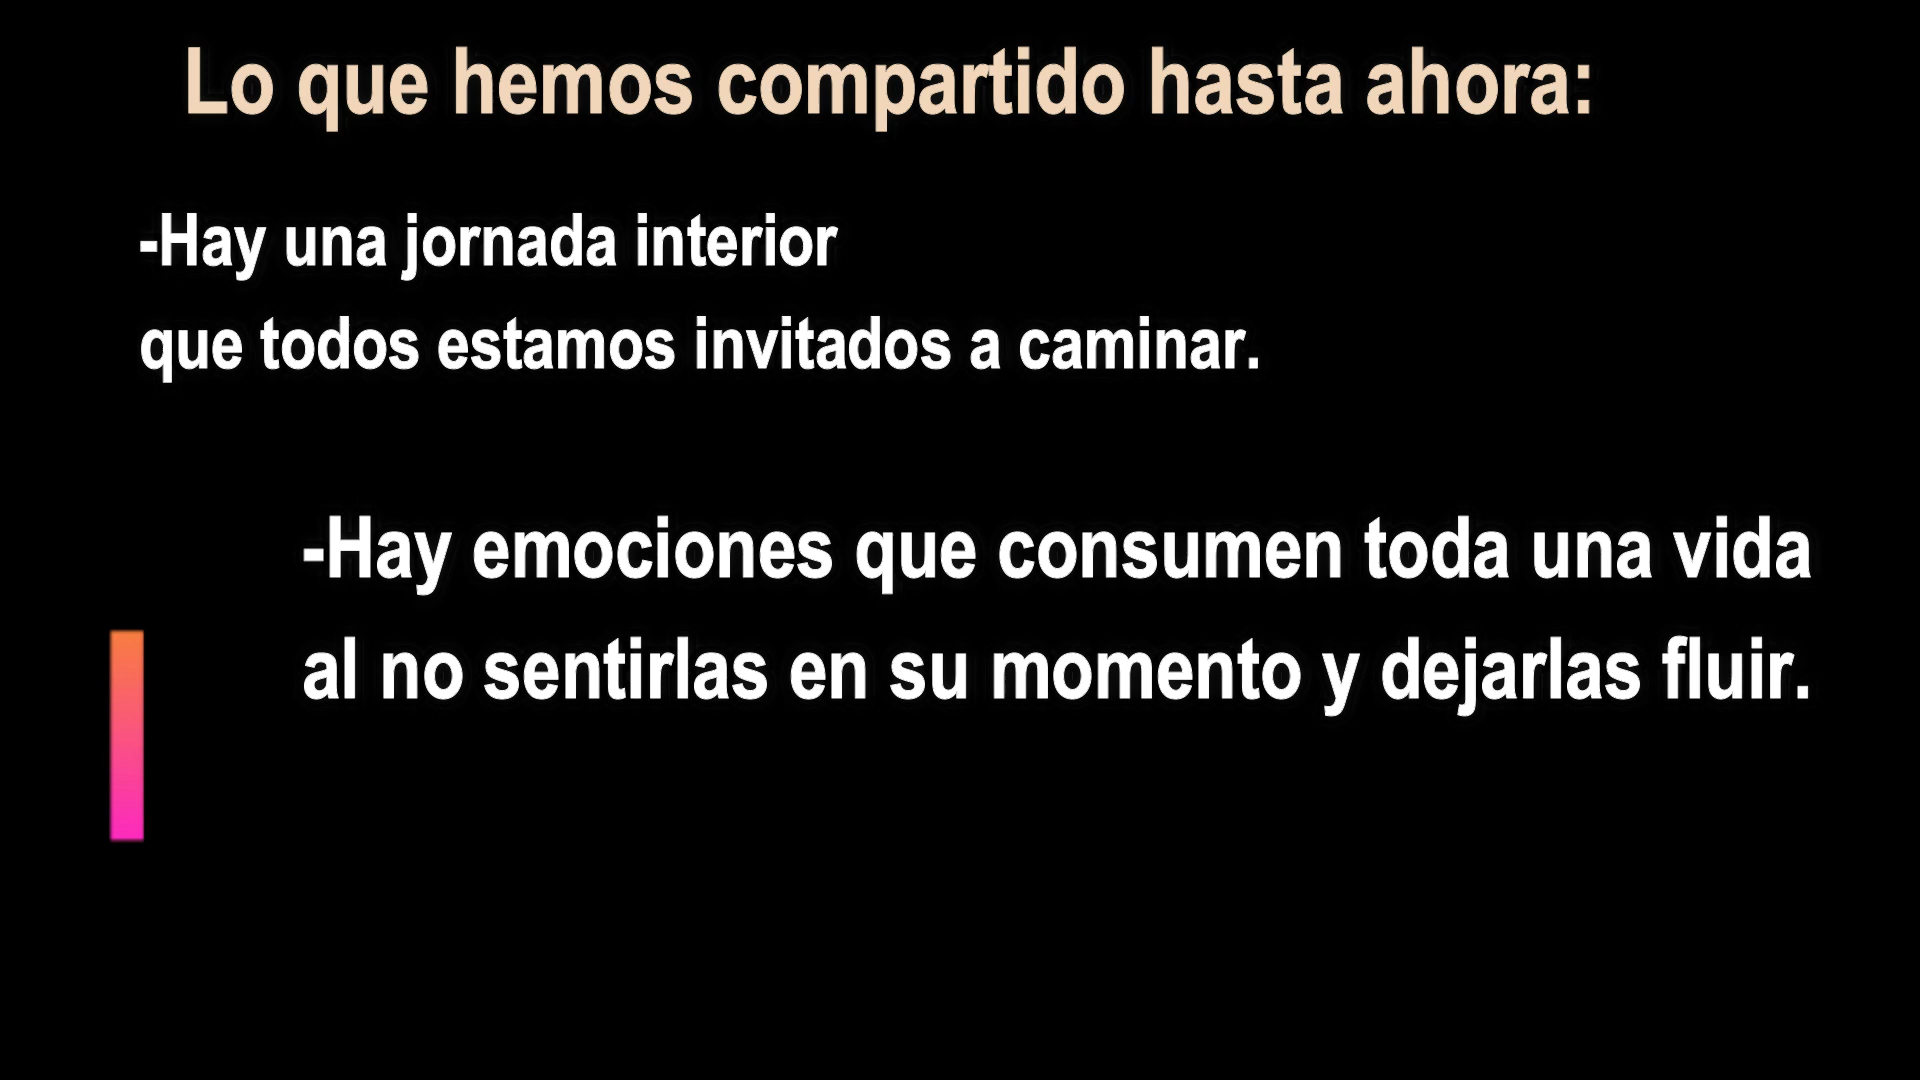 Lo que hemos compartido hasta ahora:
-Hay una jornada interior
que todos estamos invitados a caminar.
-Hay emociones que consumen toda una vida
al no sentirlas en su momento y dejarlas fluir.